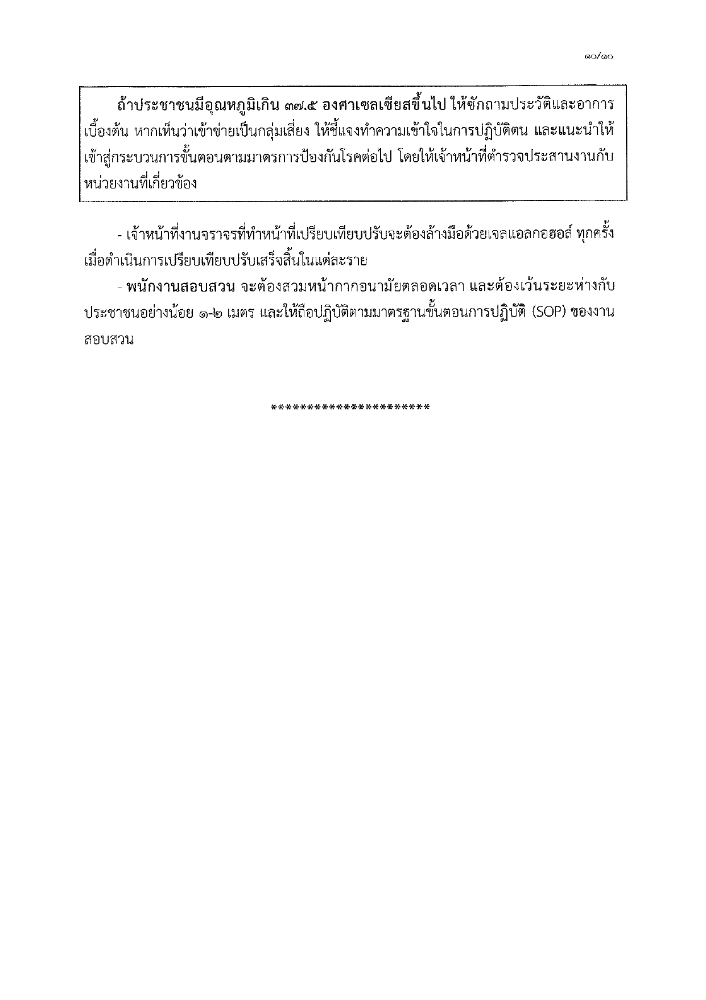 ๑๐/๑๐
ถ้าประชาชนมีอุณหภูมิเกิน ๓๗.๕ องศาเซลเซียสขึ้นไป ให้ซักถามประวัติและอาการ
เบื้องต้น หากเห็นว่าเข้าข่ายเป็นกลุ่มเสี่ยง ให้ชี้แจงทำความเข้าใจในการปฏิบัติตน และแนะนำให้
เข้าสู่กระบวนการขั้นตอนตามมาตรการป้องกันโรคต่อไป โดยให้เจ้าหน้าที่ตำรวจประสานงานกับ
หน่วยงานที่เกี่ยวข้อง
- เจ้าหน้าที่งานจราจรที่ทำหน้าที่เปรียบเทียบปรับจะต้องล้างมือด้วยเจลแอลกอฮอล์ ทุกครั้ง
เมื่อดำเนินการเปรียบเทียบปรับเสร็จสิ้นในแต่ละราย
- พนักงานสอบสวน จะต้องสวมหน้ากากอนามัยตลอดเวลา และต้องเว้นระยะห่างกับ
ประชาชนอย่างน้อย ๑-๒ เมตร และให้ถือปฏิบัติตามมาตรฐานขั้นตอนการปฏิบัติ (SOP) ของงาน
สอบสวน
**********************